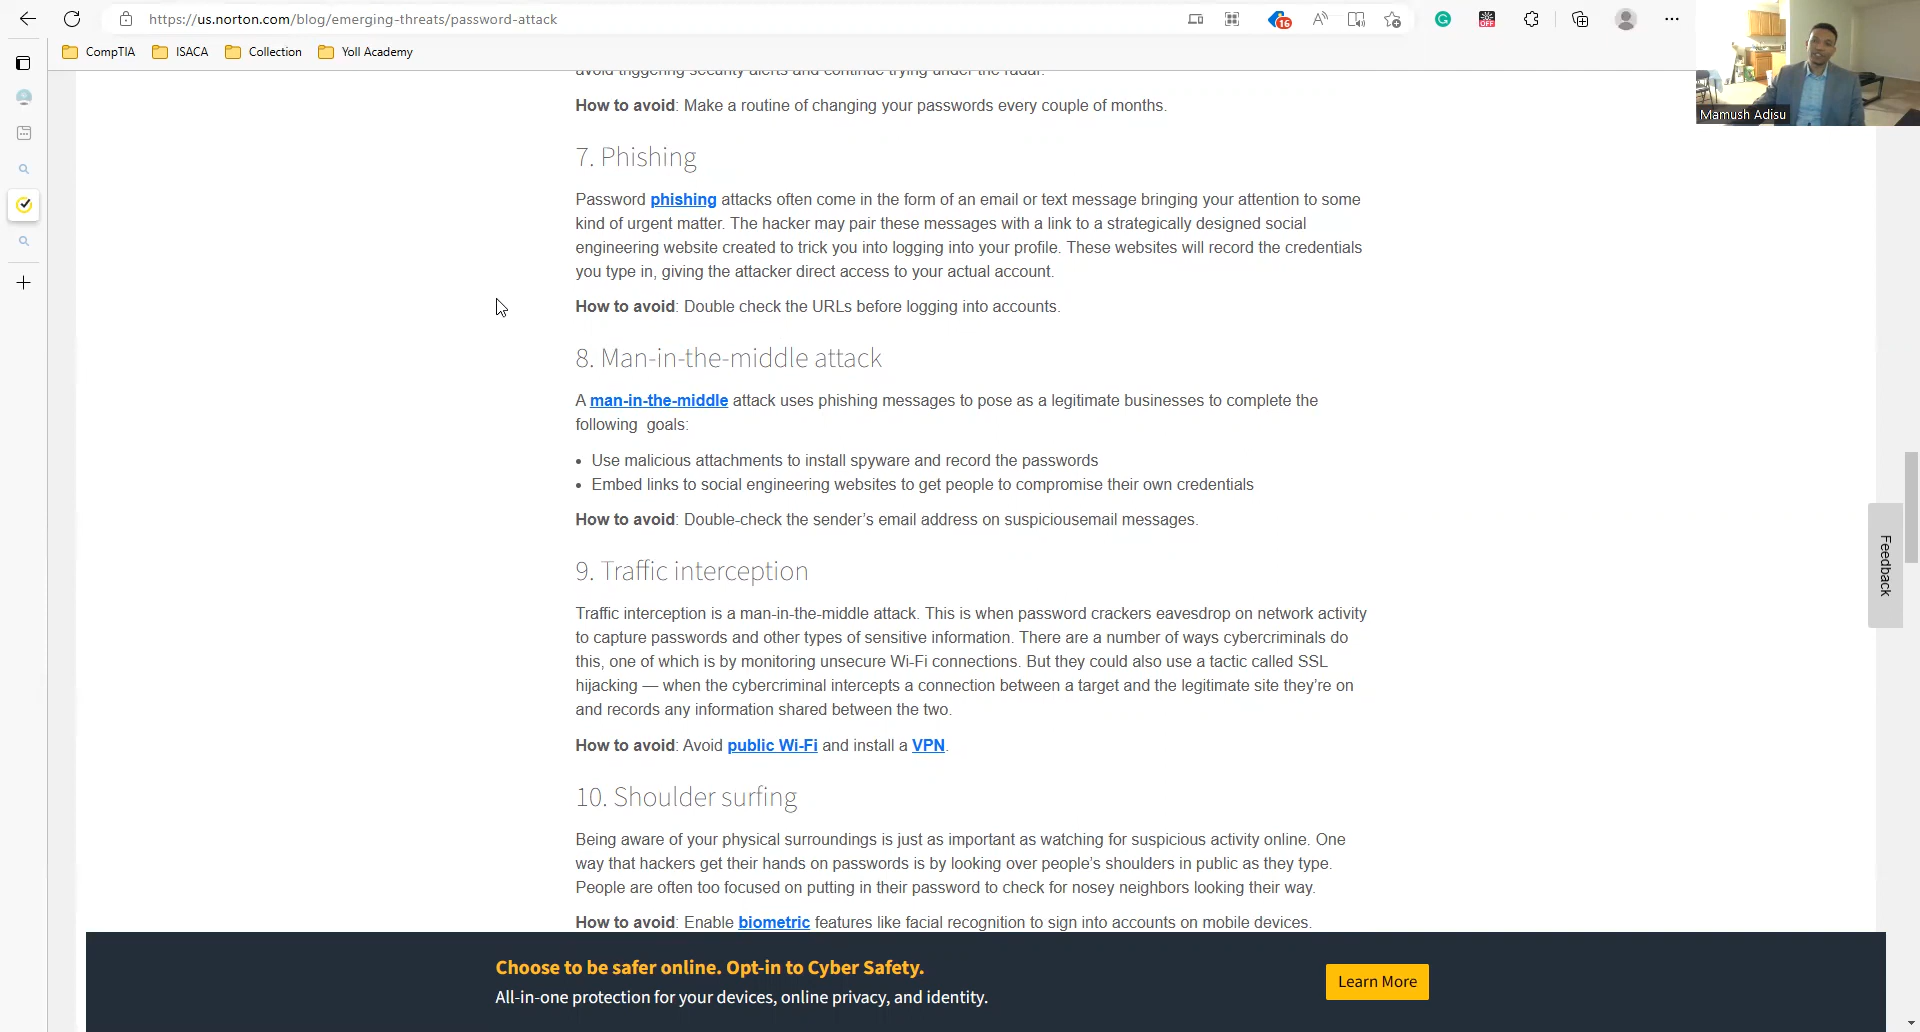 https://us.norton.com/blog/emerging-threats/password-attack
16
OFF
CompTIA ISACA Collection Yoll Academy
Mamush Adisu
avoid triggering security alerts and continue trying under the radar.
How to avoid: Make a routine of changing your passwords every couple of months.
7. Phishing
Password phishing attacks often come in the form of an email or text message bringing your attention to some
kind of urgent matter. The hacker may pair these messages with a link to a strategically designed social
engineering website created to trick you into logging into your profile. These websites will record the credentials
you type in, giving the attacker direct access to your actual account.
How to avoid: Double check the URLs before logging into accounts.
8. Man-in-the-middle attack
A man-in-the-middle attack uses phishing messages to pose as a legitimate businesses to complete the
following goals:
• Use malicious attachments to install spyware and record the passwords
• Embed links to social engineering websites to get people to compromise their own credentials
How to avoid: Double-check the sender's email address on suspiciousemail messages.
9. Traffic interception
Traffic interception is a man-in-the-middle attack. This is when password crackers eavesdrop on network activity
to capture passwords and other types of sensitive information. There are a number of ways cybercriminals do
this, one of which is by monitoring unsecure Wi-Fi connections. But they could also use a tactic called SSL
hijacking — when the cybercriminal intercepts a connection between a target and the legitimate site they're on
and records any information shared between the two.
How to avoid: Avoid public Wi-Fi and install a VPN.
10. Shoulder surfing
Being aware of your physical surroundings is just as important as watching for suspicious activity online. One
way that hackers get their hands on passwords is by looking over people's shoulders in public as they type.
People are often too focused on putting in their password to check for nosey neighbors looking their way.
How to avoid: Enable biometric features like facial recognition to sign into accounts on mobile devices.
Feedback
Choose to be safer online. Opt-in to Cyber Safety.
All-in-one protection for your devices, online privacy, and identity.
Learn More